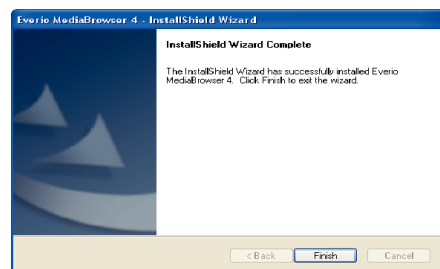 Everio MediaBrowser 4 - InstallShield Wizard
InstallShield Wizard Complete
The InstallShield Wizard has successfully installed Everio
MediaBrowser 4. Click Finish to exit the wizard.
< Back Finish Cancel